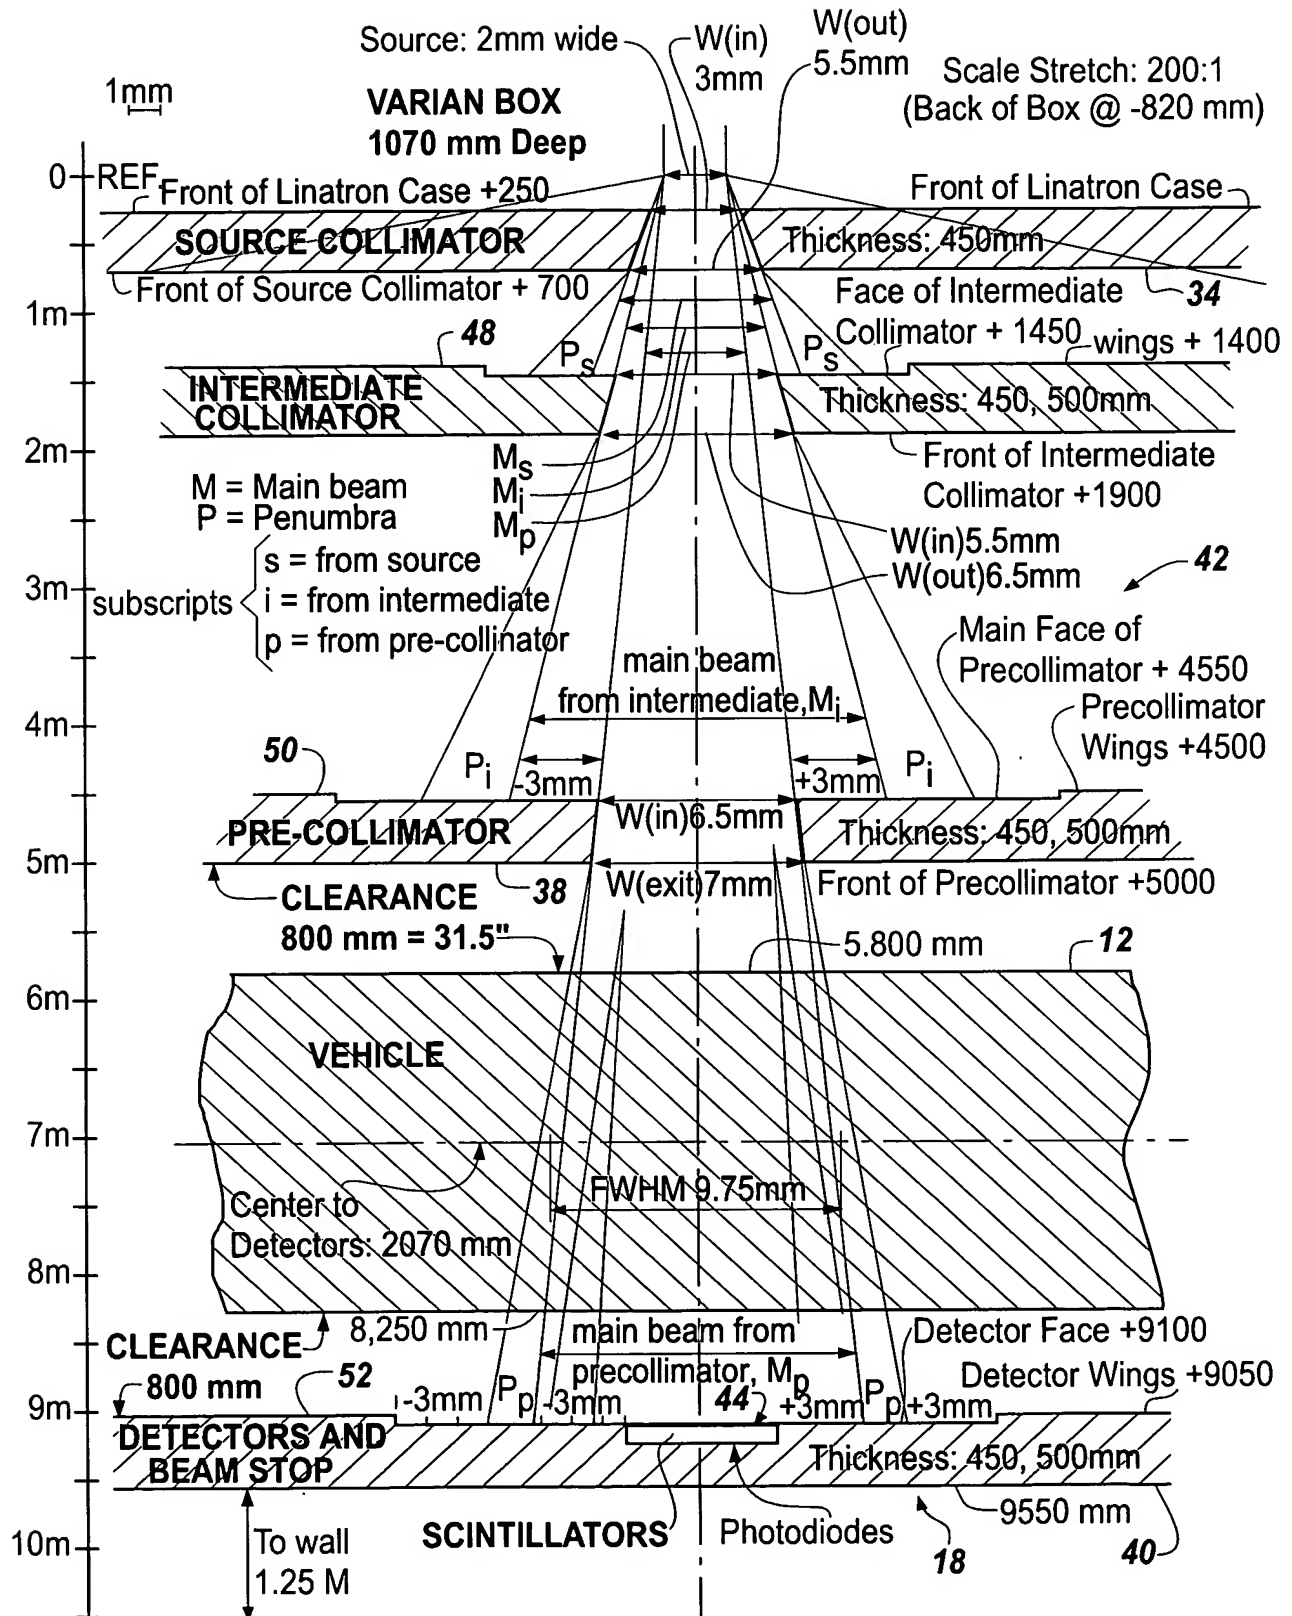 Source: 2mm wide
W(in)
3mm
W(out)
5.5mm
Scale Stretch: 200:1
(Back of Box @ -820 mm)
1mm
VARIAN BOX
1070 mm Deep
0
REF.
Front of Linatron Case +250
Front of Linatron Case
SOURCE COLLIMATOR
Thickness: 450mm
Front of Source Collimator + 700
34
1m
48
Face of Intermediate
Collimator + 1450
wings + 1400
Ps
Ps
INTERMEDIATE
COLLIMATOR
Thickness: 450, 500mm
2m
Ms
Mi
Mp
Front of Intermediate
Collimator +1900
M = Main beam
P = Penumbra
W(in)5.5mm
W(out)6.5mm
42
subscripts
s = from source
i = from intermediate
p = from pre-collinator
3m
Main Face of
Precollimator + 4550
main beam
from intermediate,Mi
4m
Precollimator
Wings +4500
50
Pi
-3mm
+3mm
Pi
W(in)6.5mm
PRE-COLLIMATOR
Thickness: 450, 500mm
5m
38
W(exit)7mm
Front of Precollimator +5000
CLEARANCE
800 mm = 31.5"
5.800 mm
12
6m
VEHICLE
7m
FWHM 9.75mm
Center to
Detectors: 2070 mm
8m
8,250 mm
main beam from
precollimator, Mp
Detector Face +9100
CLEARANCE
800 mm
52
Detector Wings +9050
-3mm
Pp
-3mm
44
+3mm
Pp
+3mm
9m
DETECTORS AND
BEAM STOP
Thickness: 450, 500mm
9550 mm
SCINTILLATORS
Photodiodes
18
40
10m
To wall
1.25 M